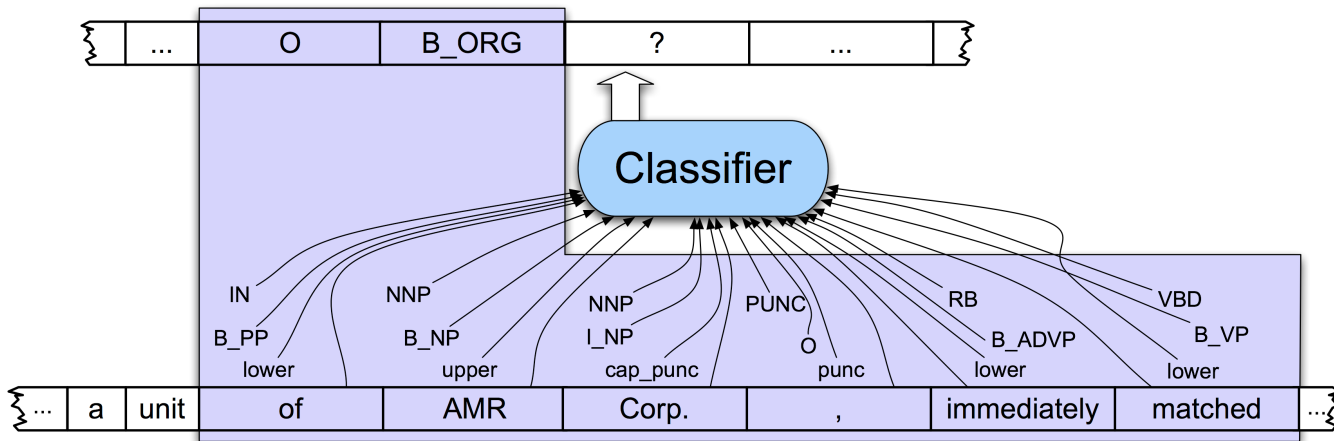 ... O B_ORG ? ...
Classifier
IN NNP NNP PUNC RB VBD
B_PP B_NP I_NP O B_ADVP B_VP
lower upper cap_punc punc lower lower
... a unit of AMR Corp. , immediately matched ...